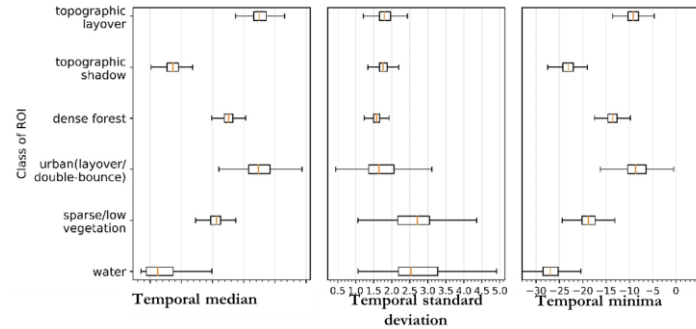 topographic
layover
topographic
shadow
dense forest
urban(layover/
double-bounce)
sparse/low
vegetation
water
Class of ROI
0.5 1.0 1.5 2.0 2.5 3.0 3.5 4.0 4.5 5.0
−30 −25 −20 −15 −10 −5 0
Temporal median
Temporal standard
deviation
Temporal minima